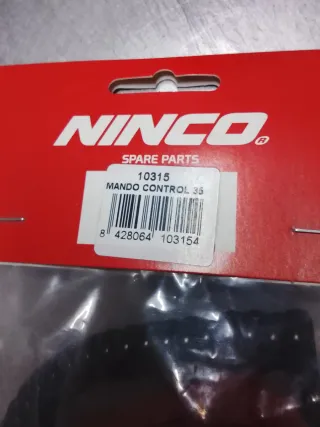 NINCO®
SPARE PARTS
10315
MANDO CONTROL 35
8 428064 103154